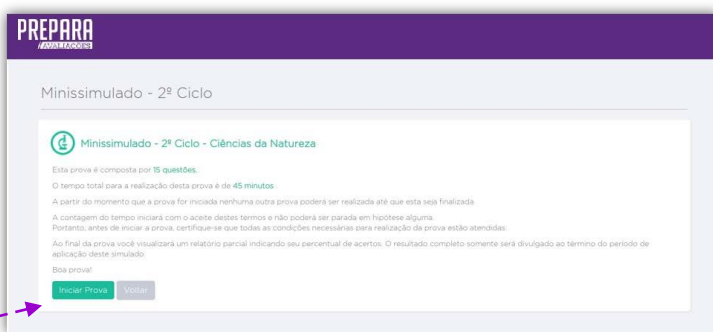 PREPARA
AVALIAÇÕES
Minissimulado - 2º Ciclo
Minissimulado - 2º Ciclo - Ciências da Natureza
Esta prova é composta por 15 questões.
O tempo total para a realização desta prova é de 45 minutos.
A partir do momento que a prova for iniciada nenhuma outra prova poderá ser realizada até que esta seja finalizada.
A contagem do tempo iniciará com o aceite destes termos e não poderá ser parada em hipótese alguma.
Portanto, antes de iniciar a prova, certifique-se que todas as condições necessárias para realização da prova estão atendidas.
Ao final da prova você visualizará um relatório parcial indicando seu percentual de acertos. O resultado completo somente será divulgado ao término do período de
aplicação deste simulado.
Boa prova!
Iniciar Prova Voltar